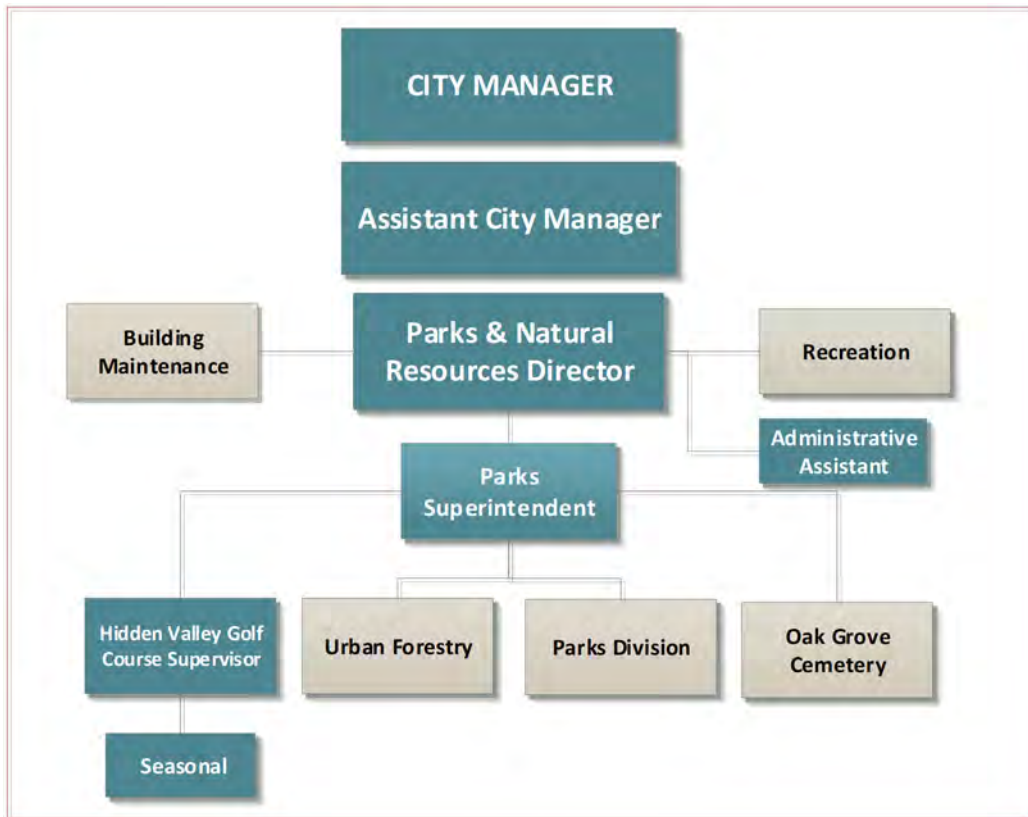 CITY MANAGER
Assistant City Manager
Building
Maintenance
Parks & Natural
Resources Director
Recreation
Administrative
Assistant
Parks
Superintendent
Hidden Valley Golf
Course Supervisor
Urban Forestry
Parks Division
Oak Grove
Cemetery
Seasonal